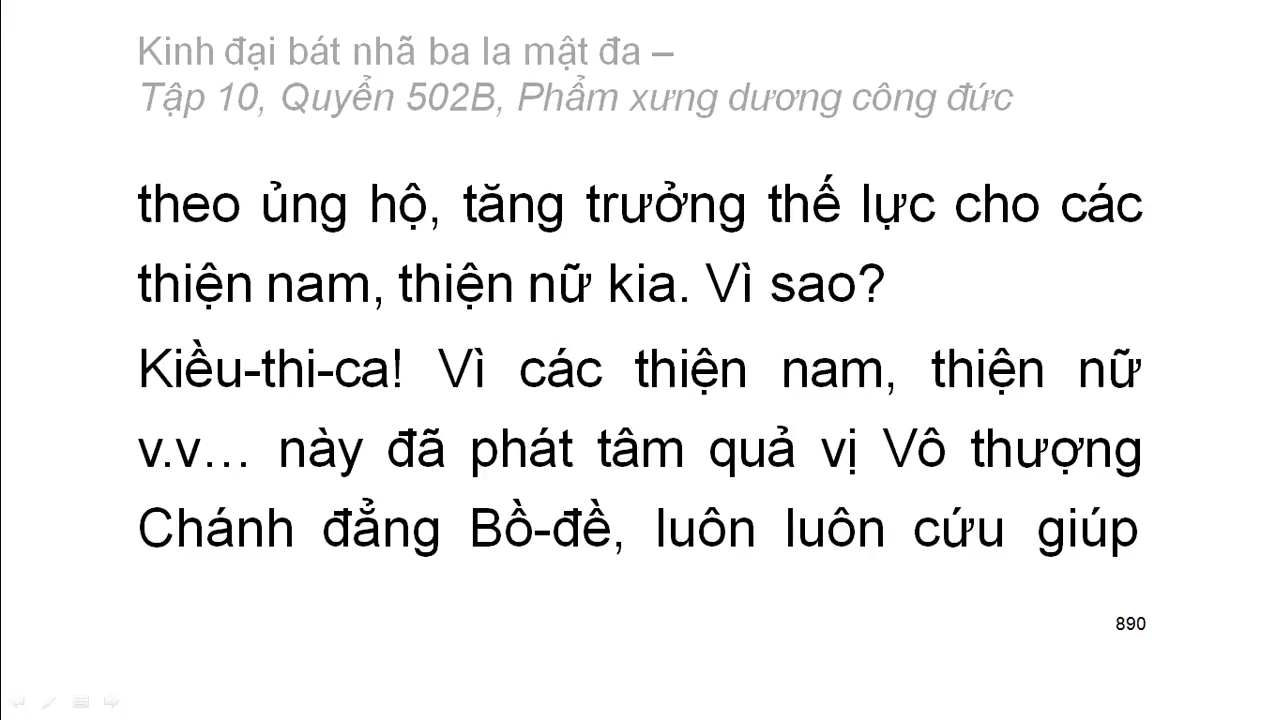 Kinh đại bát nhã ba la mật đa –
Tập 10, Quyển 502B, Phẩm xưng dương công đức
theo ủng hộ, tăng trưởng thế lực cho các
thiện nam, thiện nữ kia. Vì sao?
Kiều-thi-ca! Vì các thiện nam, thiện nữ
v.v… này đã phát tâm quả vị Vô thượng
Chánh đẳng Bồ-đề, luôn luôn cứu giúp
890